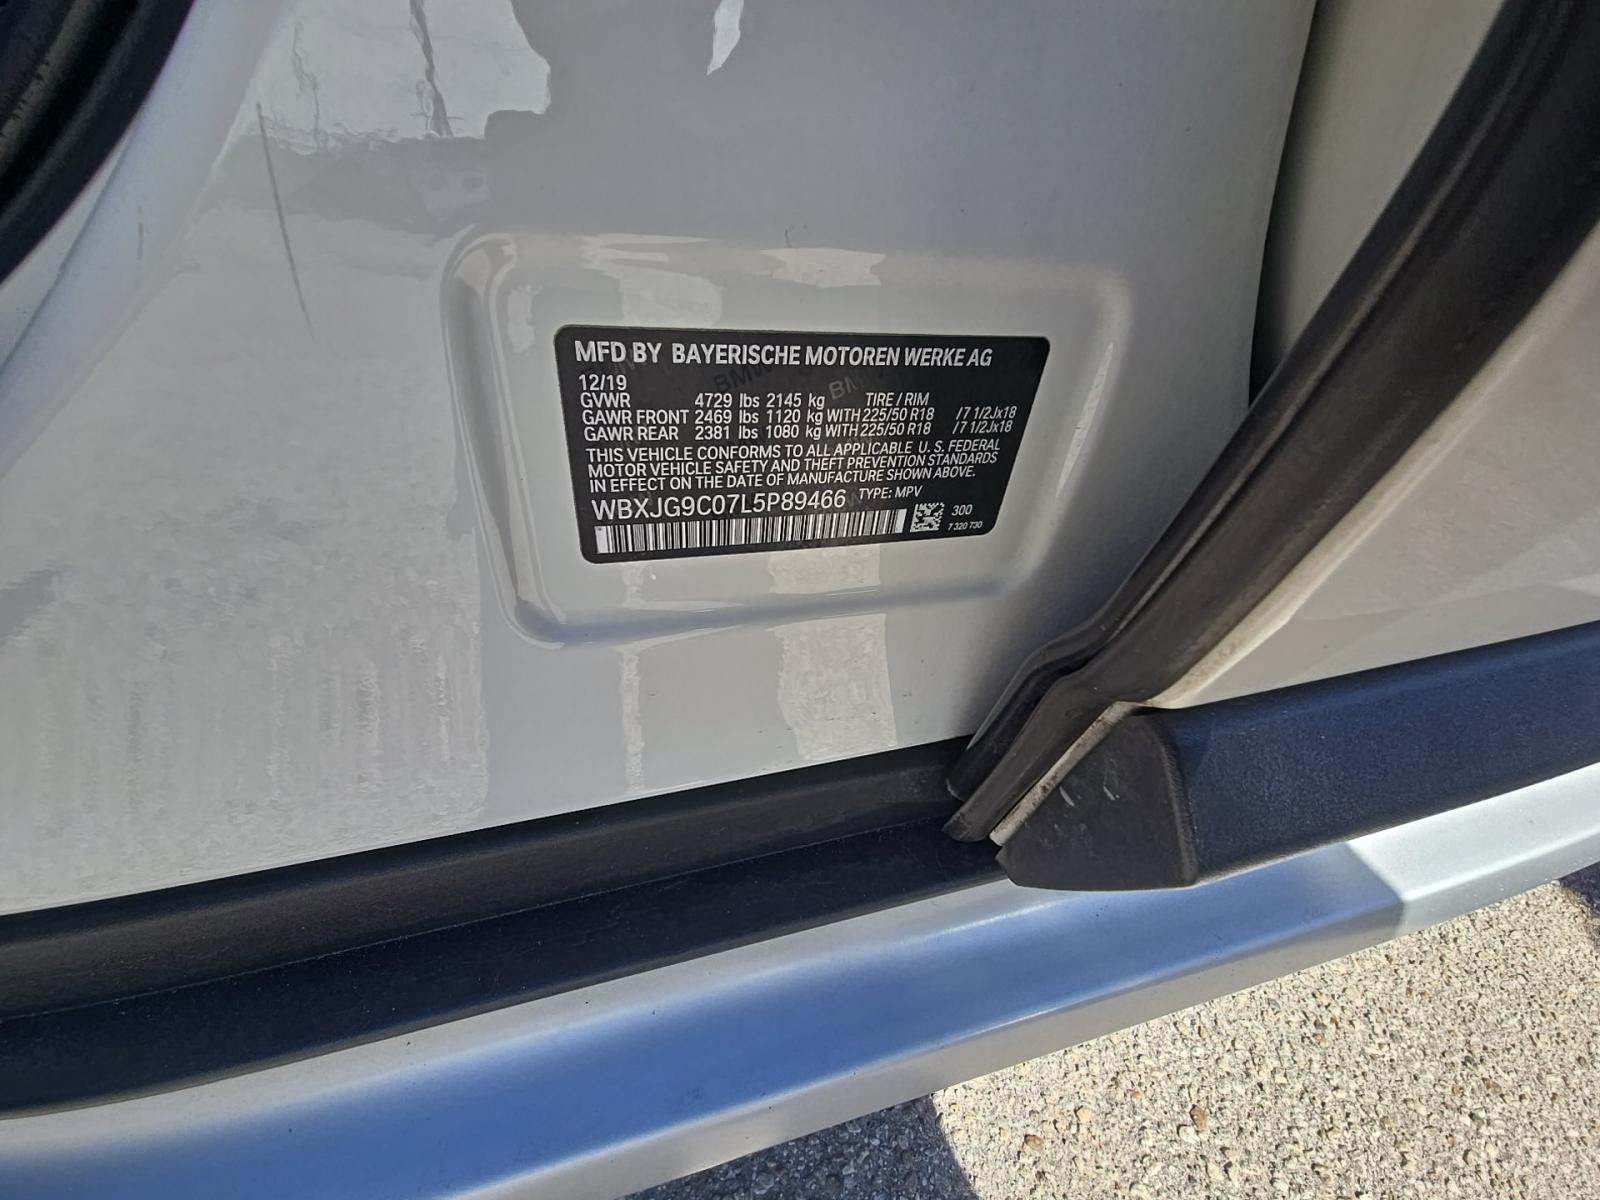 MFD BY BAYERISCHE MOTOREN WERKE AG
12/19
GVWR 4729 lbs 2145 kg TIRE / RIM
GAWR FRONT 2469 lbs 1120 kg WITH 225/50 R18 /7 1/2Jx18
GAWR REAR 2381 lbs 1080 kg WITH 225/50 R18 /7 1/2Jx18
THIS VEHICLE CONFORMS TO ALL APPLICABLE U. S. FEDERAL
MOTOR VEHICLE SAFETY AND THEFT PREVENTION STANDARDS
IN EFFECT ON THE DATE OF MANUFACTURE SHOWN ABOVE.
WBXJG9C07L5P89466 TYPE: MPV
300
7 320 730